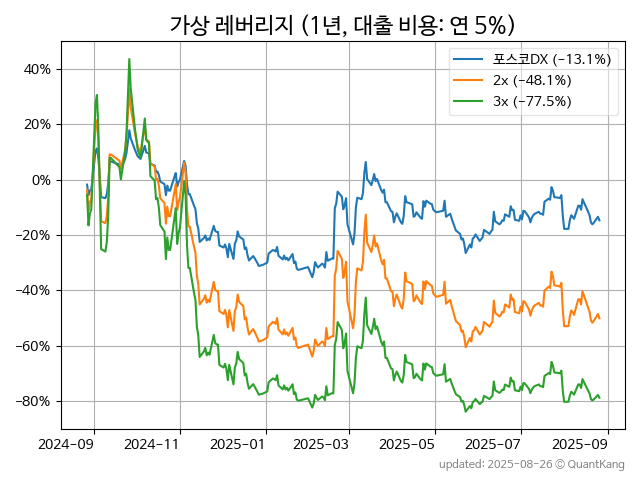 가상 레버리지 (1년, 대출 비용: 연 5%)
포스코DX (−13.1%)
2x (−48.1%)
3x (−77.5%)
40%
20%
0%
−20%
−40%
−60%
−80%
2024-09
2024-11
2025-01
2025-03
2025-05
2025-07
2025-09
updated: 2025-08-26 © QuantKang